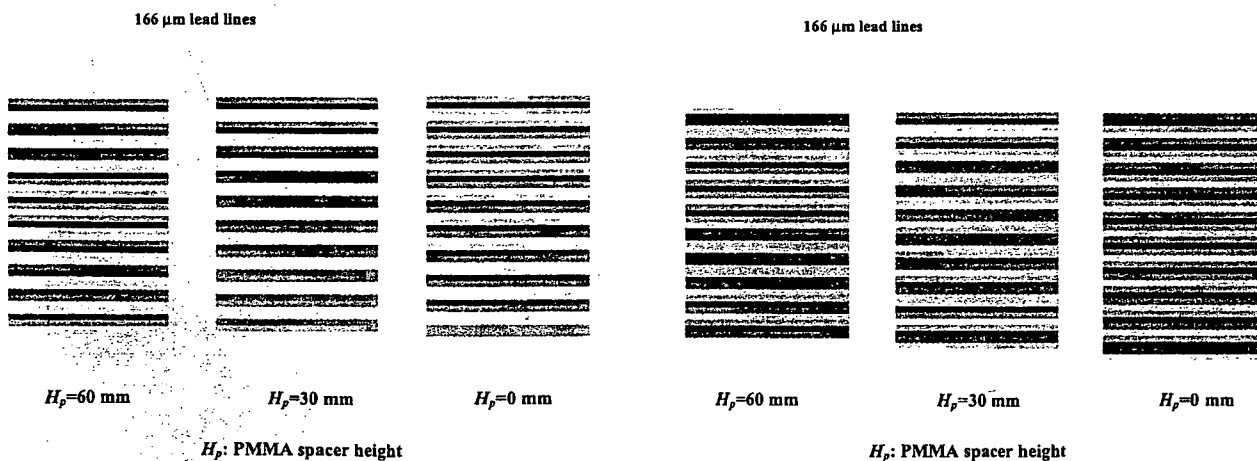 166 μm lead lines
166 μm lead lines
H_p=60 mm
H_p=30 mm
H_p=0 mm
H_p=60 mm
H_p=30 mm
H_p=0 mm
H_p: PMMA spacer height
H_p: PMMA spacer height